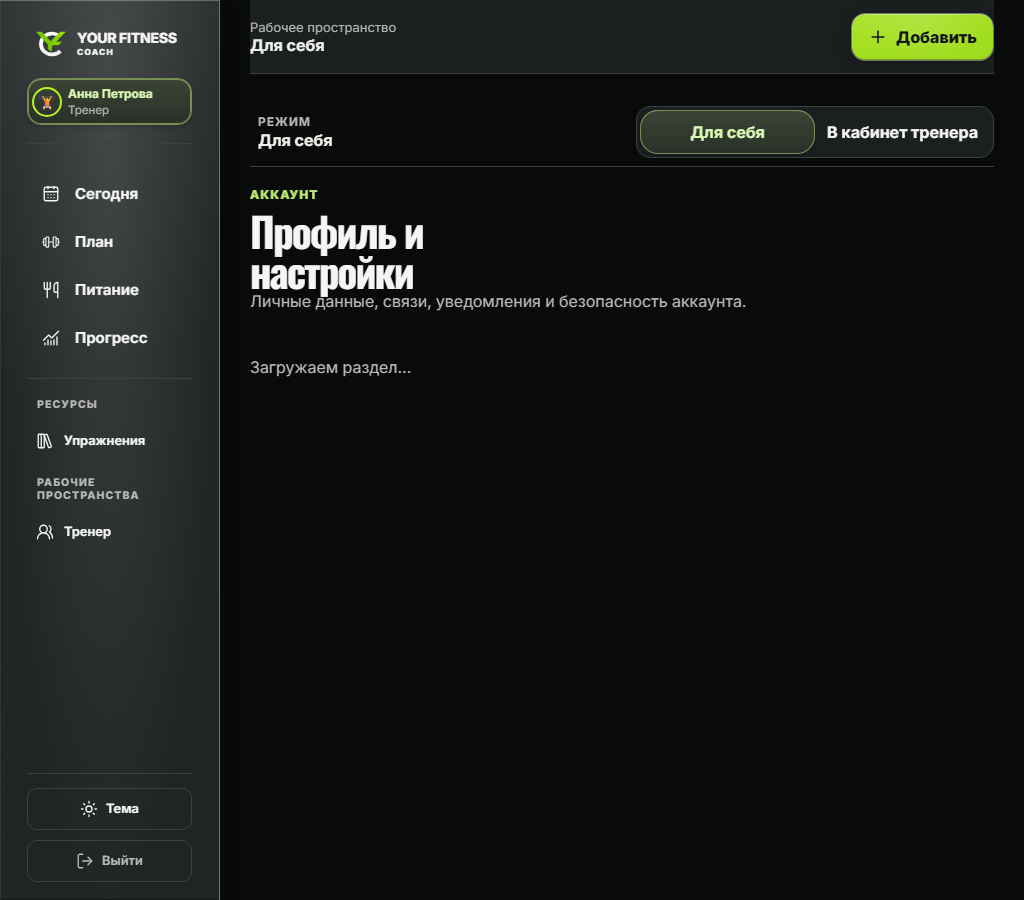 YOUR FITNESS
COACH
Анна Петрова
Тренер
Сегодня
План
Питание
Прогресс
РЕСУРСЫ
Упражнения
РАБОЧИЕ
ПРОСТРАНСТВА
Тренер
Тема
Выйти
Рабочее пространство
Для себя
Добавить
РЕЖИМ
Для себя
Для себя
В кабинет тренера
АККАУНТ
Профиль и
настройки
Личные данные, связи, уведомления и безопасность аккаунта.
Загружаем раздел...